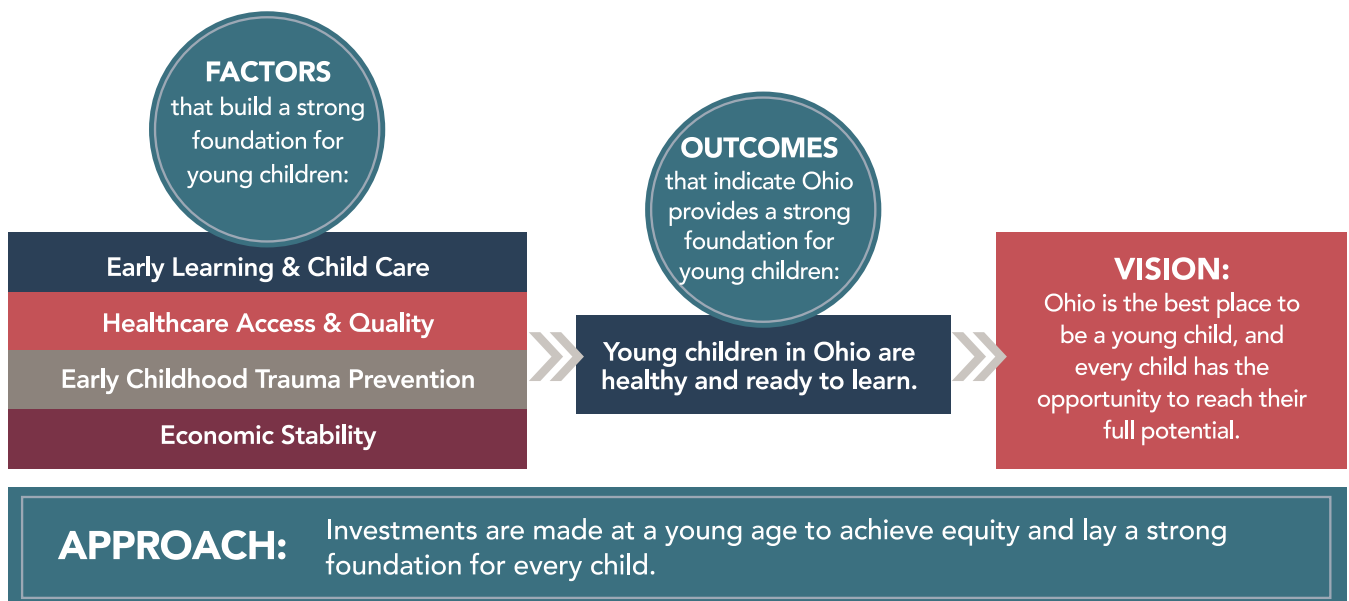 FACTORS
that build a strong
foundation for
young children:
Early Learning & Child Care
Healthcare Access & Quality
Early Childhood Trauma Prevention
Economic Stability
OUTCOMES
that indicate Ohio
provides a strong
foundation for
young children:
Young children in Ohio are
healthy and ready to learn.
VISION:
Ohio is the best place to
be a young child, and
every child has the
opportunity to reach their
full potential.
APPROACH:
Investments are made at a young age to achieve equity and lay a strong
foundation for every child.